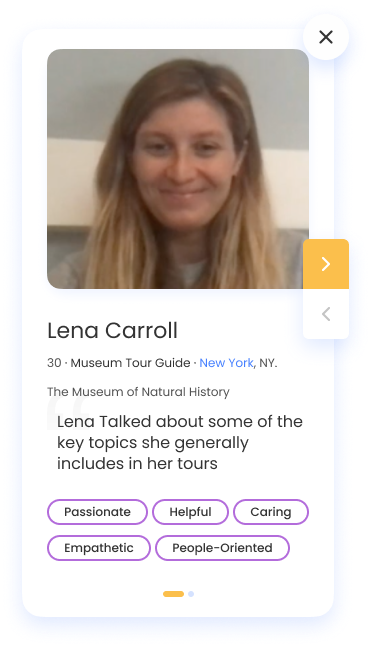 Lena Carroll
30 · Museum Tour Guide · New York, NY.
The Museum of Natural History
Lena Talked about some of the
key topics she generally
includes in her tours
Passionate Helpful Caring
Empathetic People-Oriented